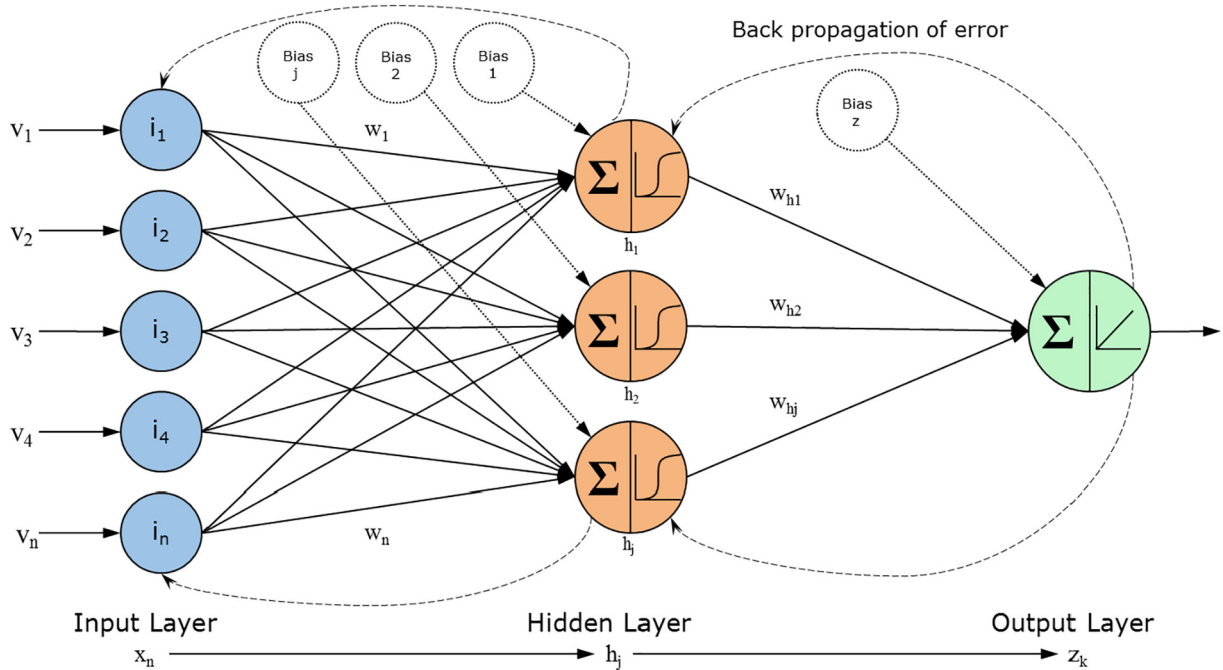 Back propagation of error
Bias
j
Bias
2
Bias
1
Bias
z
v1
i1
w1
Σ
h1
wh1
v2
i2
v3
i3
Σ
h2
wh2
Σ
v4
i4
whj
Σ
hj
vn
in
wn
Input Layer
Hidden Layer
Output Layer
xn
hj
zk